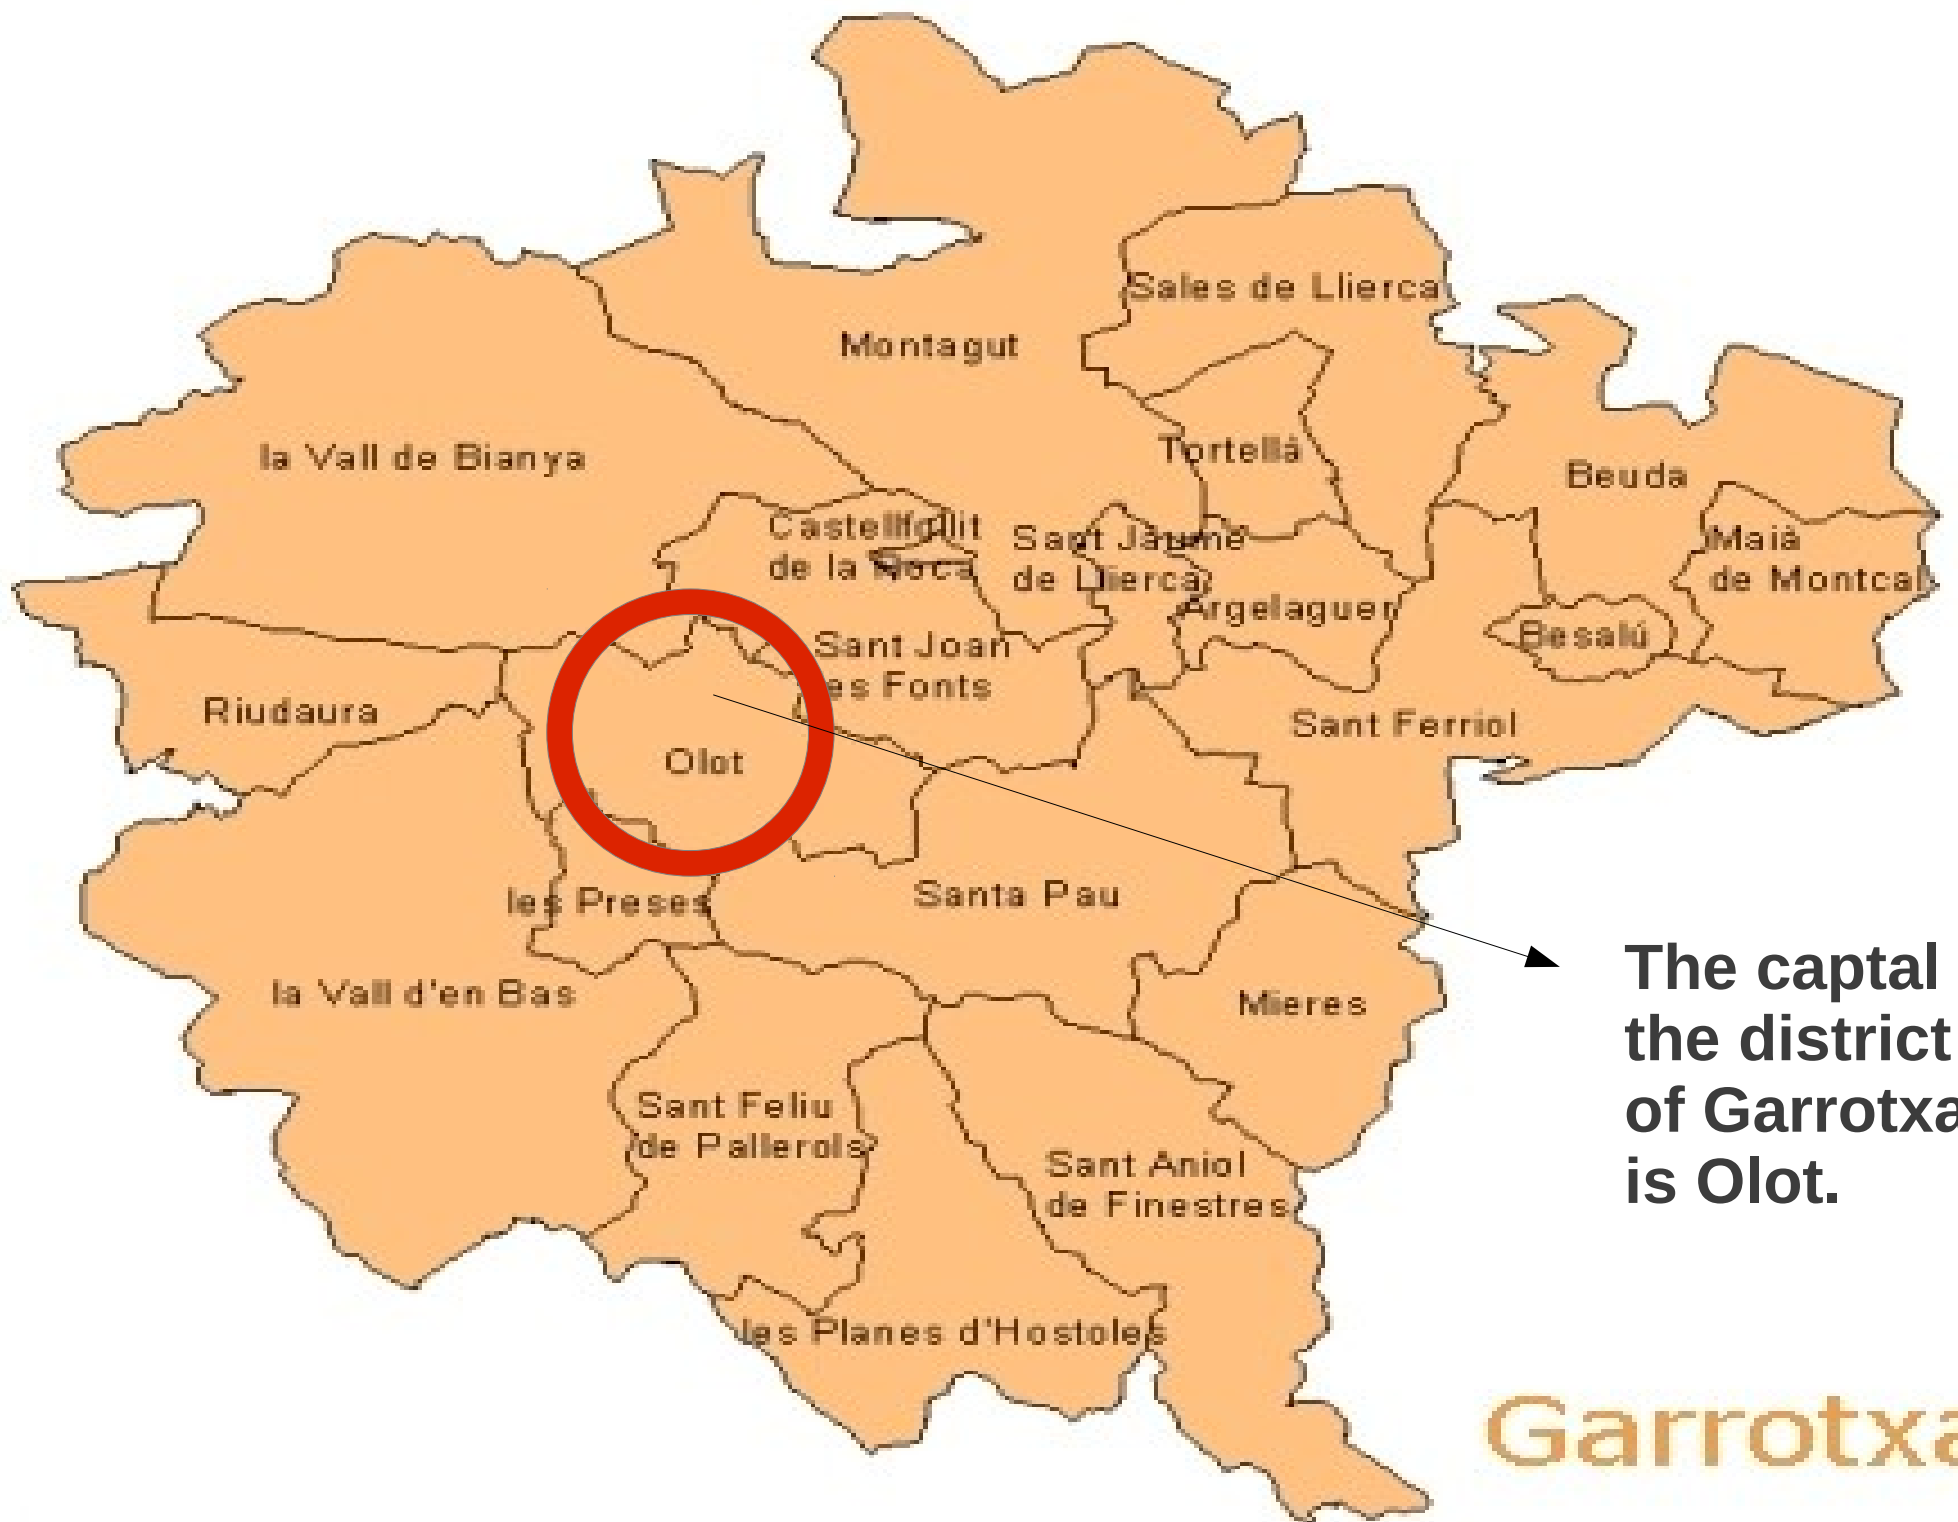 Sales de Llierca
Montagut
la Vall de Bianya
Tortellá
Beuda
Castellfollit
de la Roca
Sant Jaume
de Llierca
Maià
de Montcal
Argelaguer
Besalú
Sant Joan
les Fonts
Riudaura
Sant Ferriol
Olot
les Preses
Santa Pau
la Vall d'en Bas
Mieres
The captal
the district
of Garrotxa
is Olot.
Sant Feliu
de Pallerols
Sant Aniol
de Finestres
les Planes d'Hostoles
Garrotxa